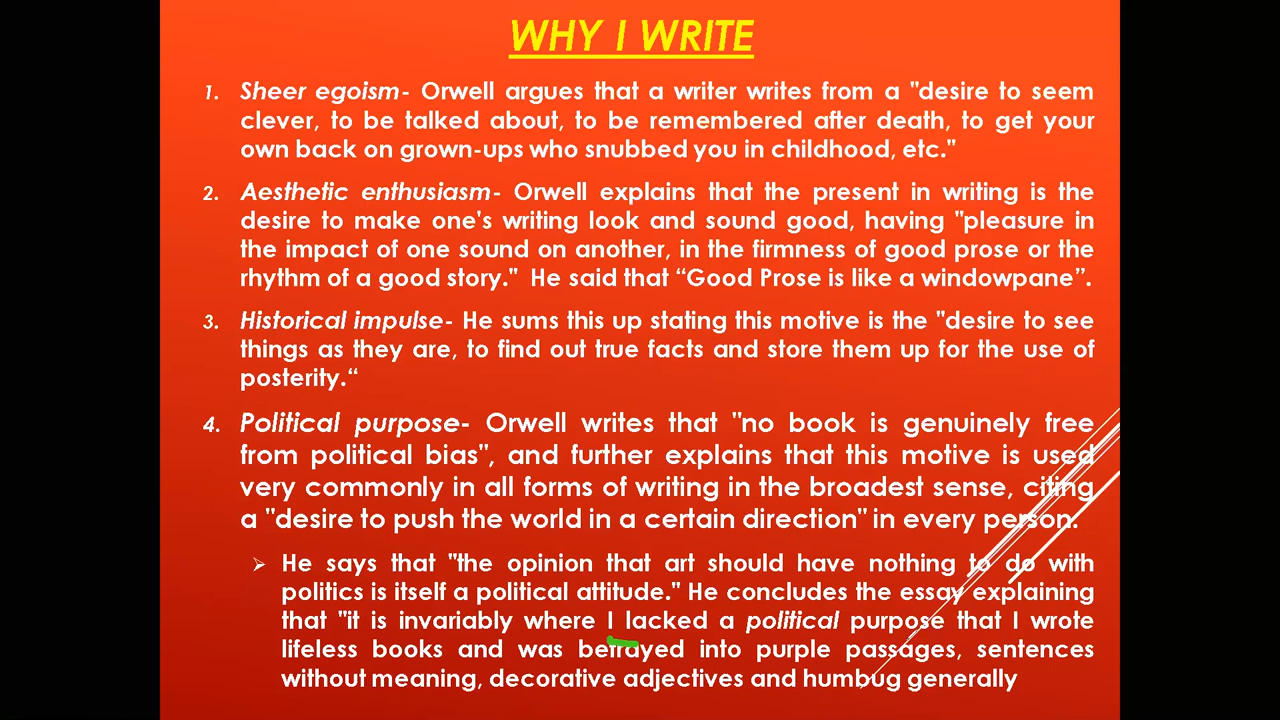 WHY I WRITE
1. Sheer egoism- Orwell argues that a writer writes from a "desire to seem
clever, to be talked about, to be remembered after death, to get your
own back on grown-ups who snubbed you in childhood, etc."
2. Aesthetic enthusiasm- Orwell explains that the present in writing is the
desire to make one's writing look and sound good, having "pleasure in
the impact of one sound on another, in the firmness of good prose or the
rhythm of a good story." He said that “Good Prose is like a windowpane”.
3. Historical impulse- He sums this up stating this motive is the "desire to see
things as they are, to find out true facts and store them up for the use of
posterity.“
4. Political purpose- Orwell writes that "no book is genuinely free
from political bias", and further explains that this motive is used
very commonly in all forms of writing in the broadest sense, citing
a "desire to push the world in a certain direction" in every person.
➢ He says that "the opinion that art should have nothing to do with
politics is itself a political attitude." He concludes the essay explaining
that "it is invariably where I lacked a political purpose that I wrote
lifeless books and was betrayed into purple passages, sentences
without meaning, decorative adjectives and humbug generally